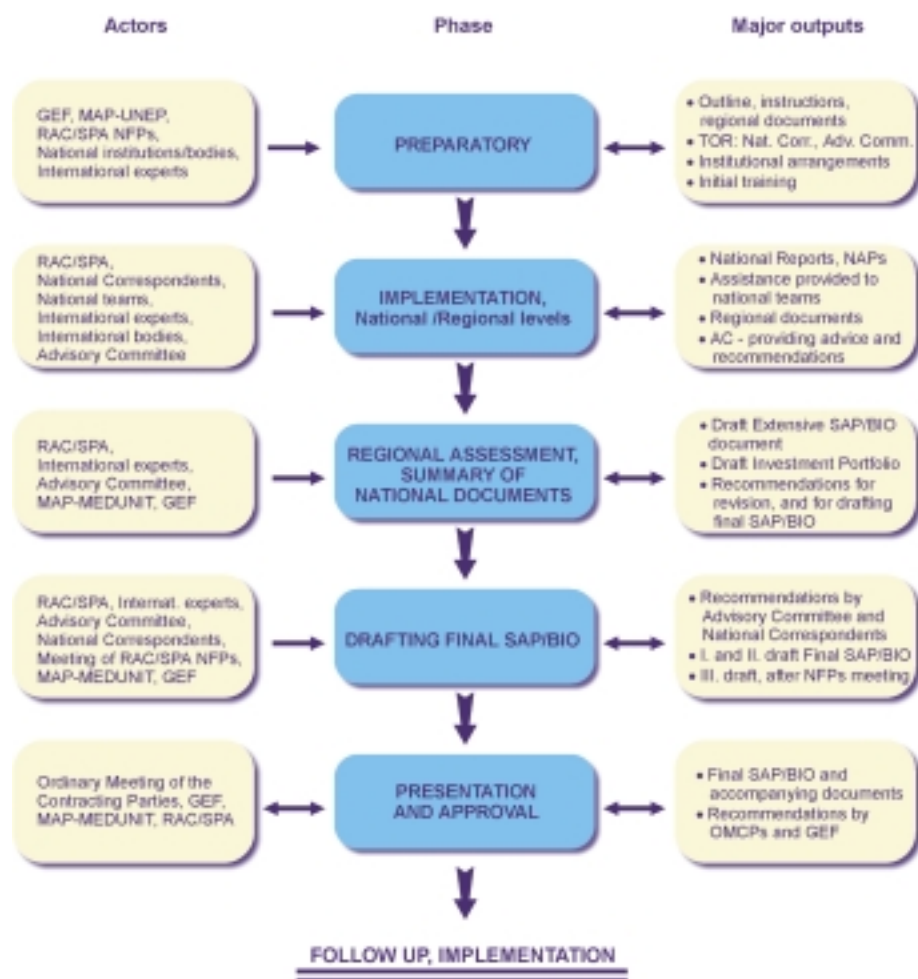 Actors
Phase
Major outputs
GEF, MAP-UNEP,
RAC/SPA NFPs,
National institutions/bodies,
International experts
PREPARATORY
• Outline, instructions,
regional documents
• TOR: Nat. Corr., Adv. Comm.
• Institutional arrangements
• Initial training
RAC/SPA,
National Correspondents,
National teams,
International experts,
International bodies,
Advisory Committee
IMPLEMENTATION,
National /Regional levels
• National Reports, NAPs
• Assistance provided to
national teams
• Regional documents
• AC - providing advice and
recommendations
RAC/SPA,
International experts,
Advisory Committee,
MAP-MEDUNIT, GEF
REGIONAL ASSESSMENT,
SUMMARY OF
NATIONAL DOCUMENTS
• Draft Extensive SAP/BIO
document
• Draft Investment Portfolio
• Recommendations for
revision, and for drafting
final SAP/BIO
RAC/SPA, Internat. experts,
Advisory Committee,
National Correspondents,
Meeting of RAC/SPA NFPs,
MAP-MEDUNIT, GEF
DRAFTING FINAL SAP/BIO
• Recommendations by
Advisory Committee and
National Correspondents
• I. and II. draft Final SAP/BIO
• III. draft, after NFPs meeting
Ordinary Meeting of the
Contracting Parties, GEF,
MAP-MEDUNIT, RAC/SPA
PRESENTATION
AND APPROVAL
• Final SAP/BIO and
accompanying documents
• Recommendations by
OMCPs and GEF
FOLLOW UP, IMPLEMENTATION